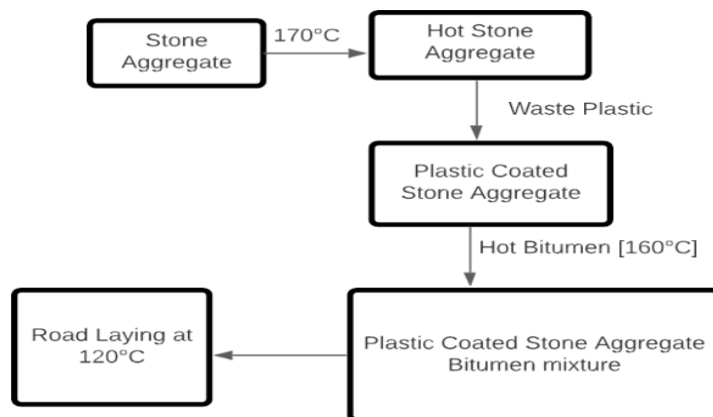 Stone
Aggregate
170°C
Hot Stone
Aggregate
Waste Plastic
Plastic Coated
Stone Aggregate
Hot Bitumen [160°C]
Plastic Coated Stone Aggregate
Bitumen mixture
Road Laying at
120°C